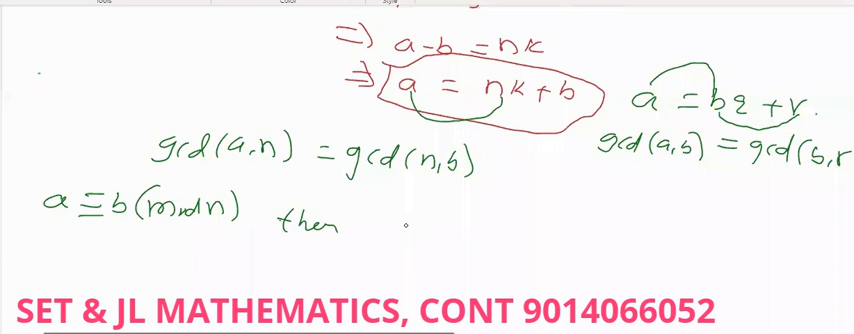 =) a-b = nk
=) a = nk+b
a = bq + r.
gcd(a,n) = gcd(n,b)
gcd(a,b) = gcd(b,r
a ≡ b(mod n) then
SET & JL MATHEMATICS, CONT 9014066052